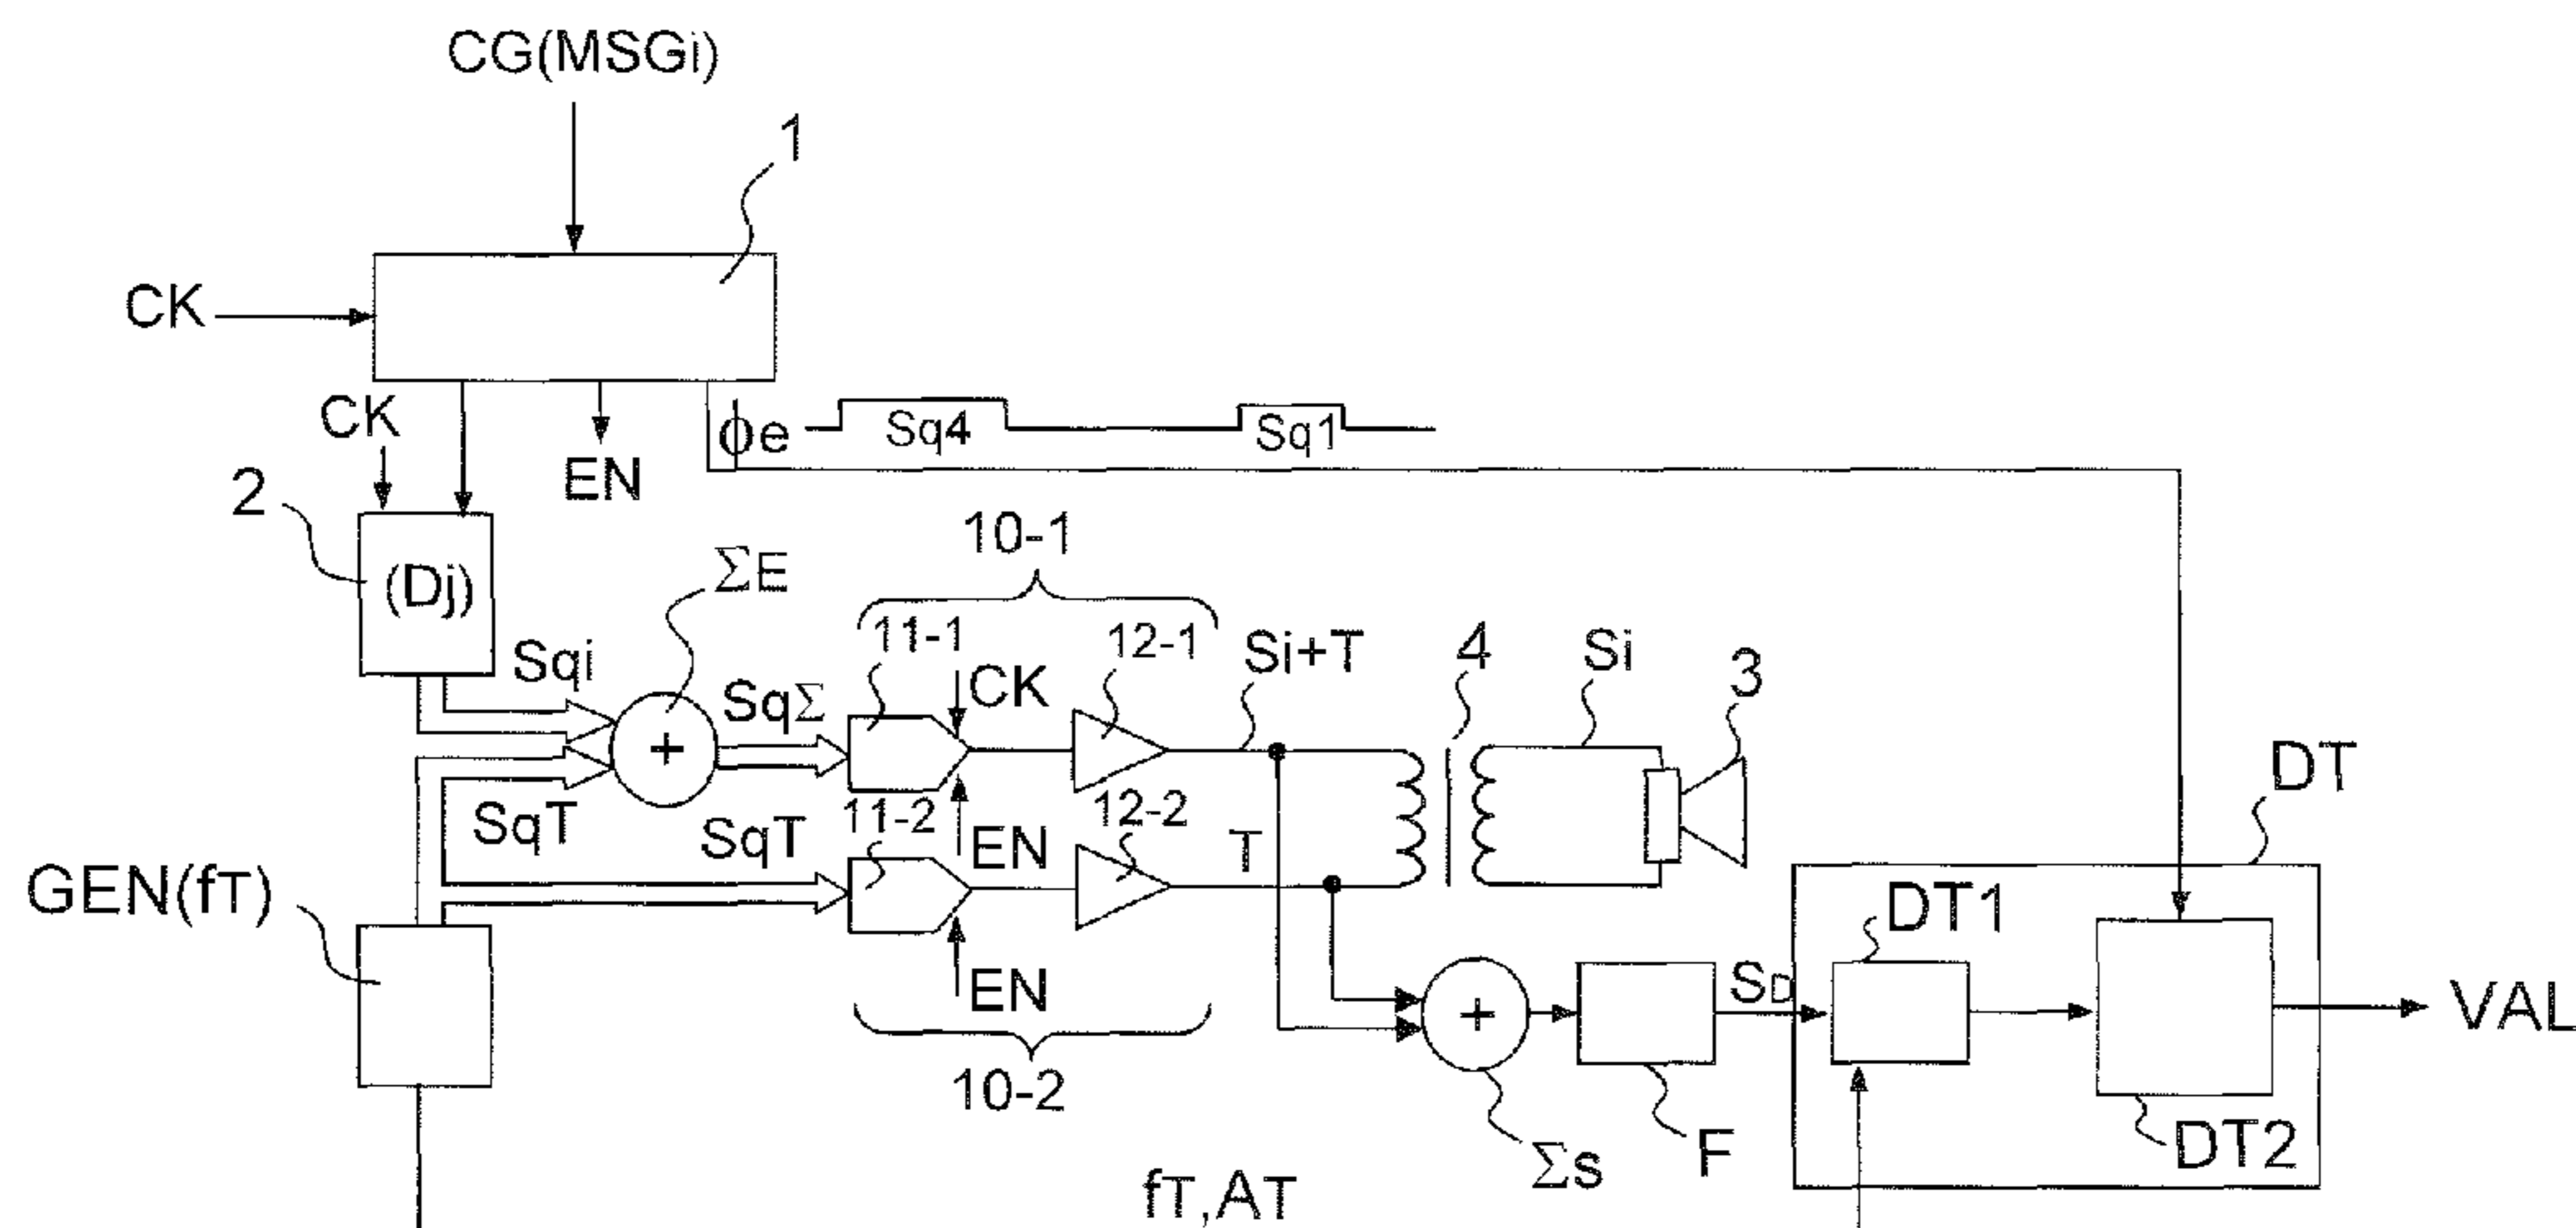 CG(MSGi)
1
CK
CK
EN
ϕe
Sq4
Sq1
2
(Dj)
ΣE
10-1
Sqi
11-1
12-1
Si+T
4
Si
3
SqΣ
CK
SqT
SqT
11-2
EN
12-2
T
DT
GEN(fT)
EN
DT1
SD
VAL
10-2
Σs
F
DT2
fT,AT